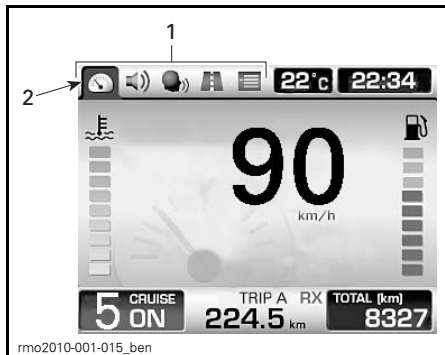 1
2
22°C 22:34
90
km/h
5 CRUISE ON
TRIP A RX
224.5 km
TOTAL (km)
8327
rmo2010-001-015_ben